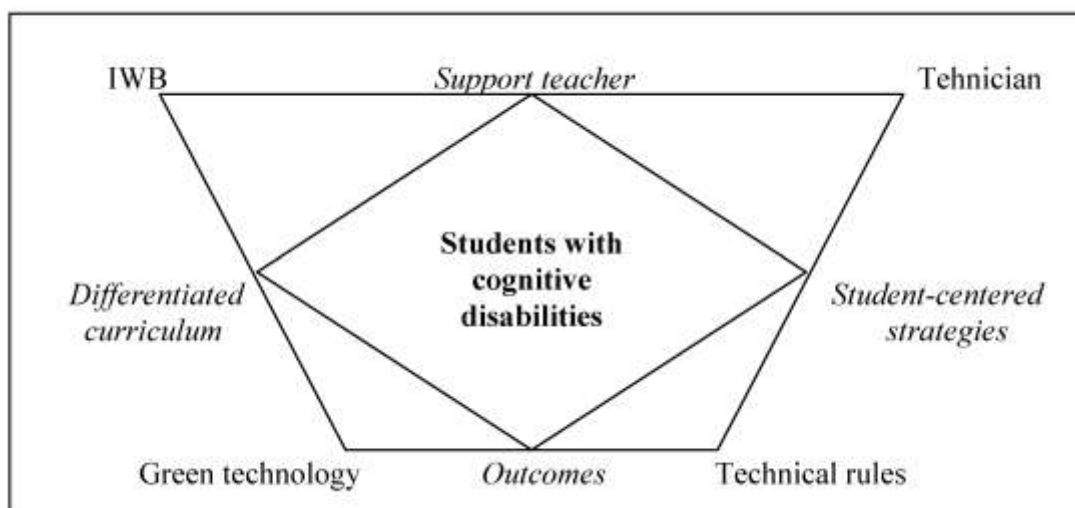 IWB
Support teacher
Tehnician
Students with
cognitive
disabilities
Differentiated
curriculum
Student-centered
strategies
Green technology
Outcomes
Technical rules